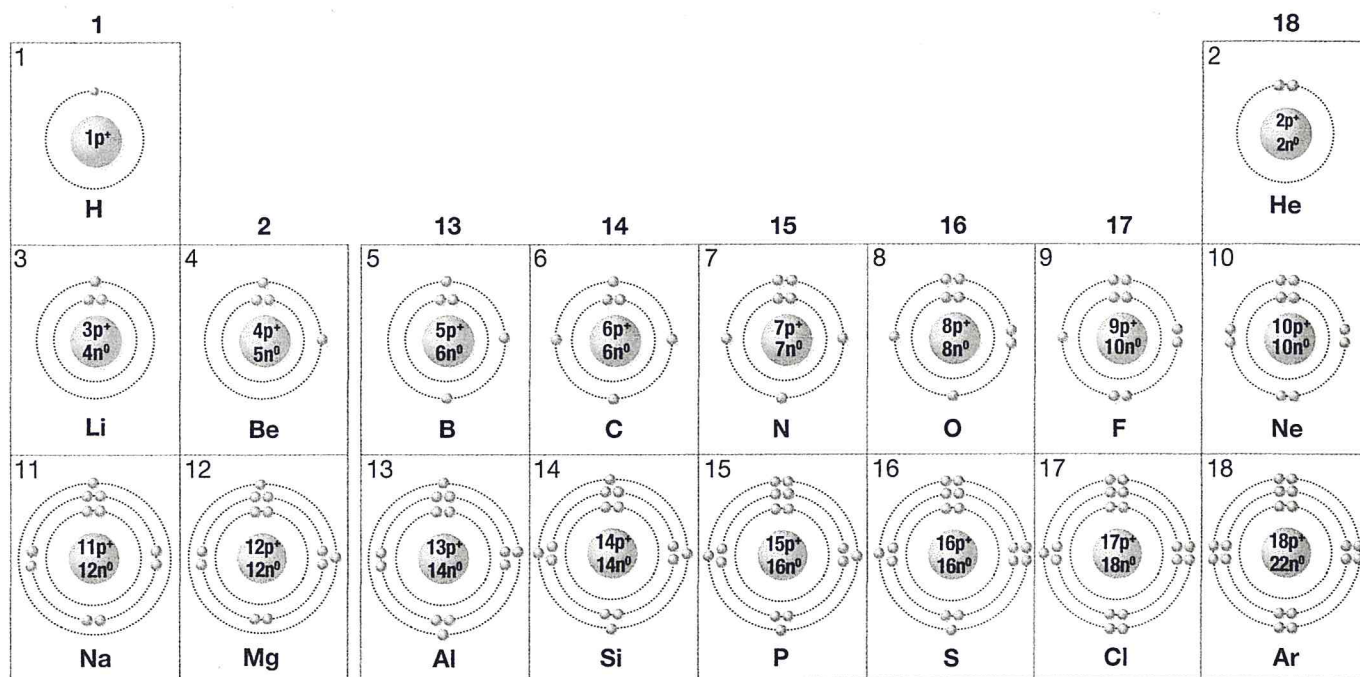 1 18
1 2
1p⁺ 2p⁺
2n⁰
H He
2 13 14 15 16 17
3 4 5 6 7 8 9 10
3p⁺ 4p⁺ 5p⁺ 6p⁺ 7p⁺ 8p⁺ 9p⁺ 10p⁺
4n⁰ 5n⁰ 6n⁰ 6n⁰ 7n⁰ 8n⁰ 10n⁰ 10n⁰
Li Be B C N O F Ne
11 12 13 14 15 16 17 18
11p⁺ 12p⁺ 13p⁺ 14p⁺ 15p⁺ 16p⁺ 17p⁺ 18p⁺
12n⁰ 12n⁰ 14n⁰ 14n⁰ 16n⁰ 16n⁰ 18n⁰ 22n⁰
Na Mg Al Si P S Cl Ar